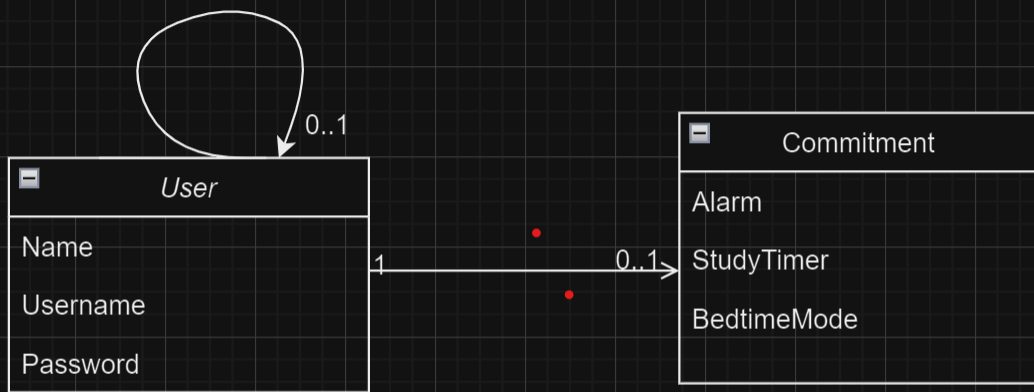 0..1
User
Name
Username
Password
1
0..1
Commitment
Alarm
StudyTimer
BedtimeMode